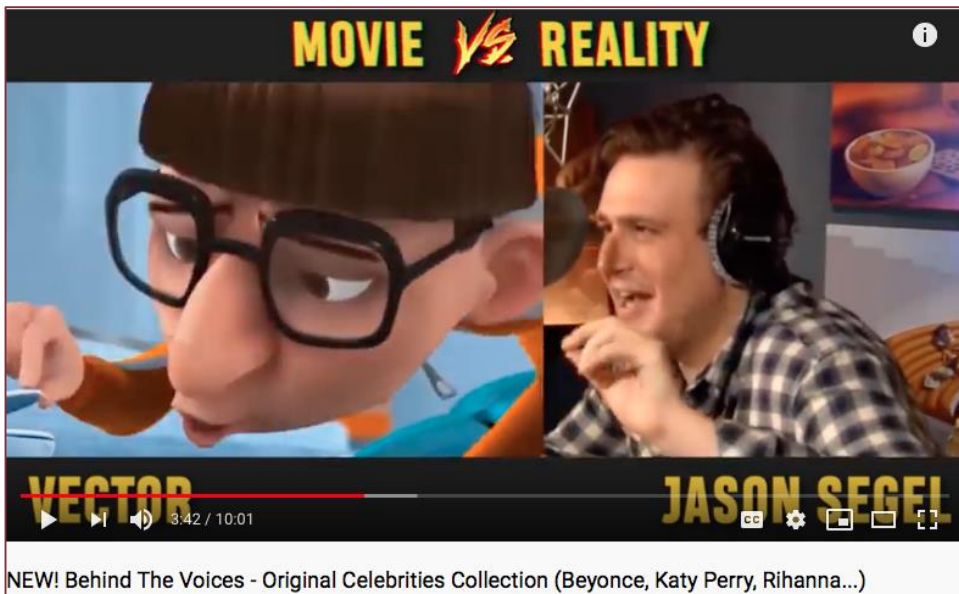 MOVIE VS REALITY
VECTOR
JASON SEGEL
3:42 / 10:01
CC
NEW! Behind The Voices - Original Celebrities Collection (Beyonce, Katy Perry, Rihanna...)